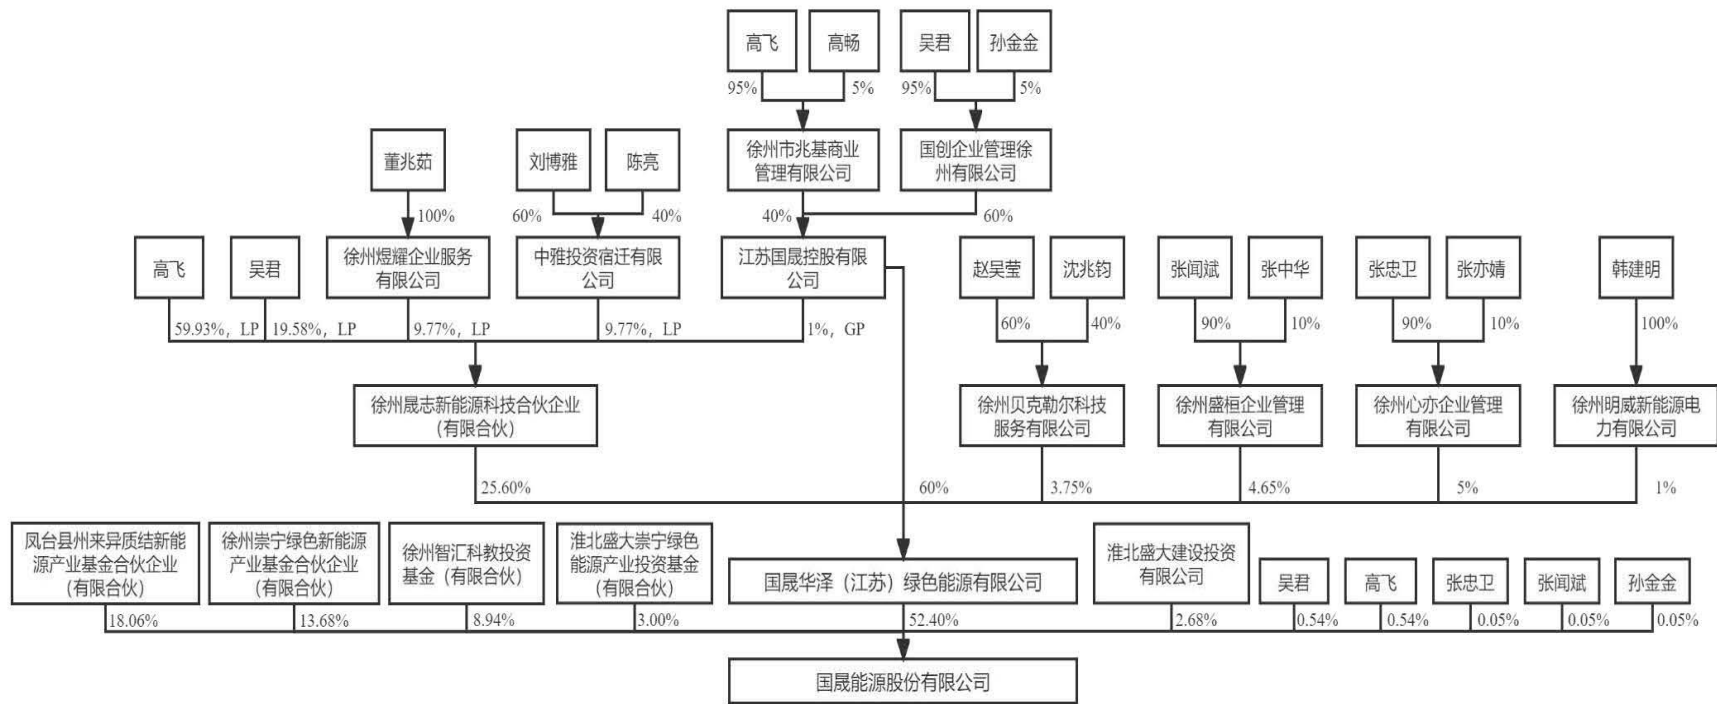 高飞
高畅
吴君
孙金金
95%
5%
95%
5%
董兆茹
刘博雅
陈亮
徐州市兆基商业
管理有限公司
国创企业管理徐
州有限公司
100%
60%
40%
40%
60%
高飞
吴君
徐州煜耀企业服务
有限公司
中雅投资宿迁有限
公司
江苏国晟控股有限
公司
赵吴莹
沈兆钧
张闻斌
张中华
张忠卫
张亦婧
韩建明
59.93%，LP
19.58%，LP
9.77%，LP
9.77%，LP
1%，GP
60%
40%
90%
10%
90%
10%
100%
徐州晟志新能源科技合伙企业
（有限合伙）
徐州贝克勒尔科技
服务有限公司
徐州盛桓企业管理
有限公司
徐州心亦企业管理
有限公司
徐州明威新能源电
力有限公司
25.60%
60%
3.75%
4.65%
5%
1%
凤台县州来异质结新能
源产业基金合伙企业
（有限合伙）
徐州崇宁绿色新能源
产业基金合伙企业
（有限合伙）
徐州智汇科教投资
基金（有限合伙）
淮北盛大崇宁绿色
能源产业投资基金
（有限合伙）
国晟华泽（江苏）绿色能源有限公司
淮北盛大建设投资
有限公司
吴君
高飞
张忠卫
张闻斌
孙金金
18.06%
13.68%
8.94%
3.00%
52.40%
2.68%
0.54%
0.54%
0.05%
0.05%
0.05%
国晟能源股份有限公司